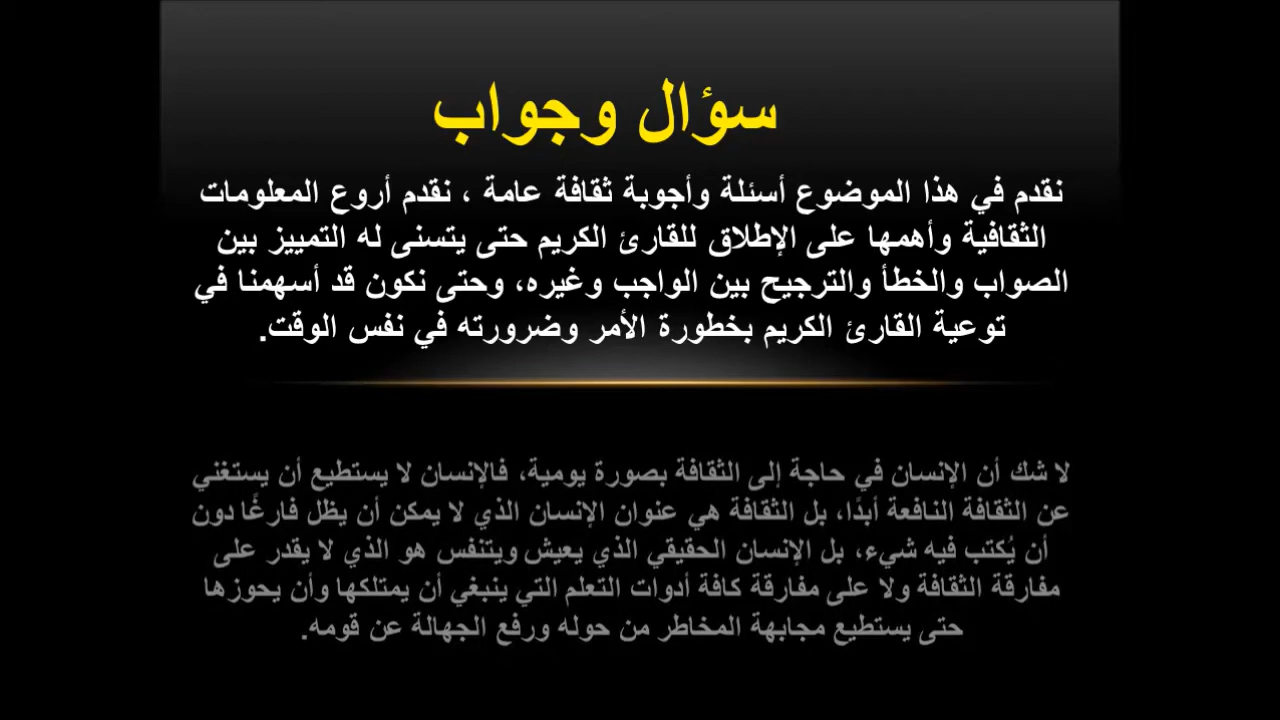 سؤال وجواب
نقدم في هذا الموضوع أسئلة وأجوبة ثقافة عامة ، نقدم أروع المعلومات
الثقافية وأهمها على الإطلاق للقارئ الكريم حتى يتسنى له التمييز بين
الصواب والخطأ والترجيح بين الواجب وغيره، وحتى نكون قد أسهمنا في
توعية القارئ الكريم بخطورة الأمر وضرورته في نفس الوقت.
لا شك أن الإنسان في حاجة إلى الثقافة بصورة يومية، فالإنسان لا يستطيع أن يستغني
عن الثقافة النافعة أبدًا، بل الثقافة هي عنوان الإنسان الذي لا يمكن أن يظل فارغًا دون
أن يُكتب فيه شيء، بل الإنسان الحقيقي الذي يعيش ويتنفس هو الذي لا يقدر على
مفارقة الثقافة ولا على مفارقة كافة أدوات التعلم التي ينبغي أن يمتلكها وأن يحوزها
حتى يستطيع مجابهة المخاطر من حوله ورفع الجهالة عن قومه.